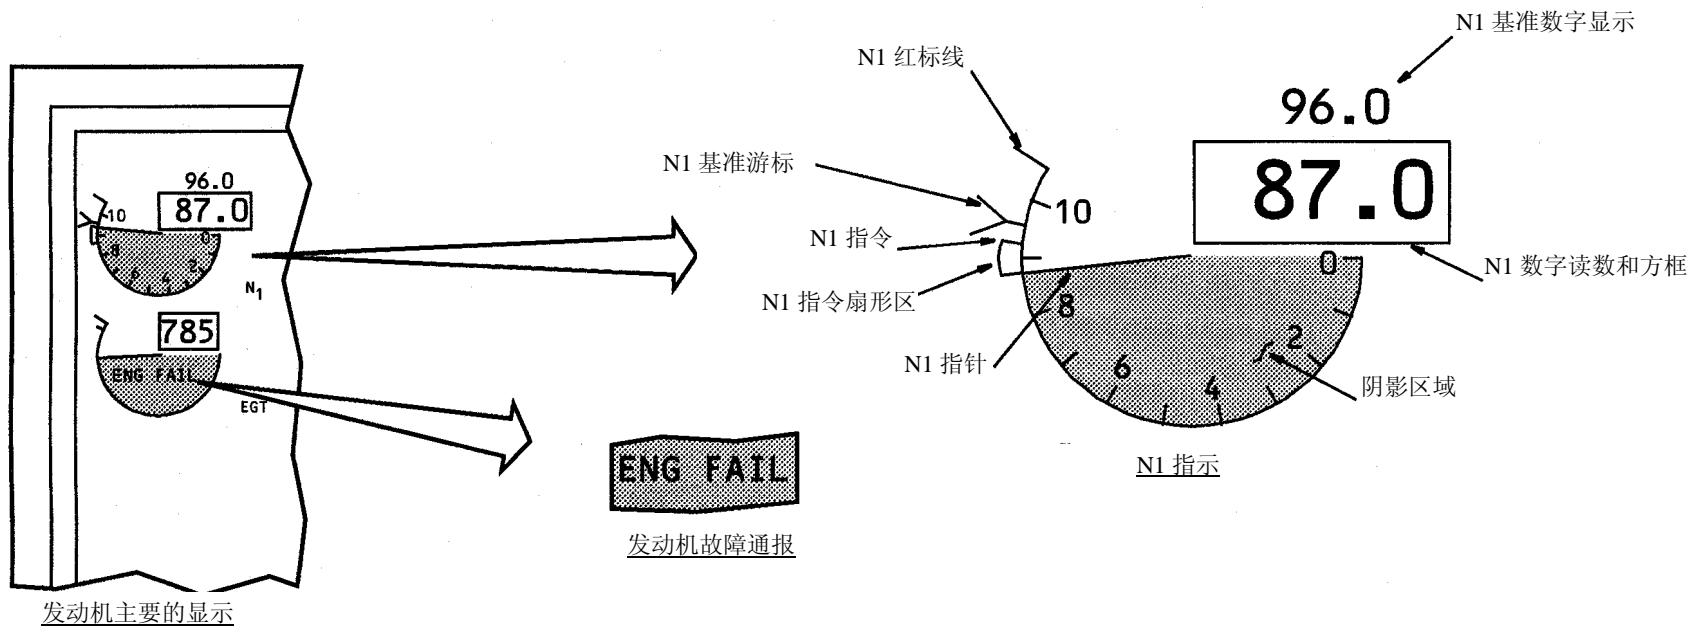 96.0
87.0
10
8
6
4
2
0
N1
785
ENG FAIL
EGT
发动机主要的显示
ENG FAIL
发动机故障通报
N1 基准数字显示
N1 红标线
96.0
N1 基准游标
87.0
10
N1 指令
0
N1 数字读数和方框
N1 指令扇形区
8
2
N1 指针
6
4
阴影区域
N1 指示